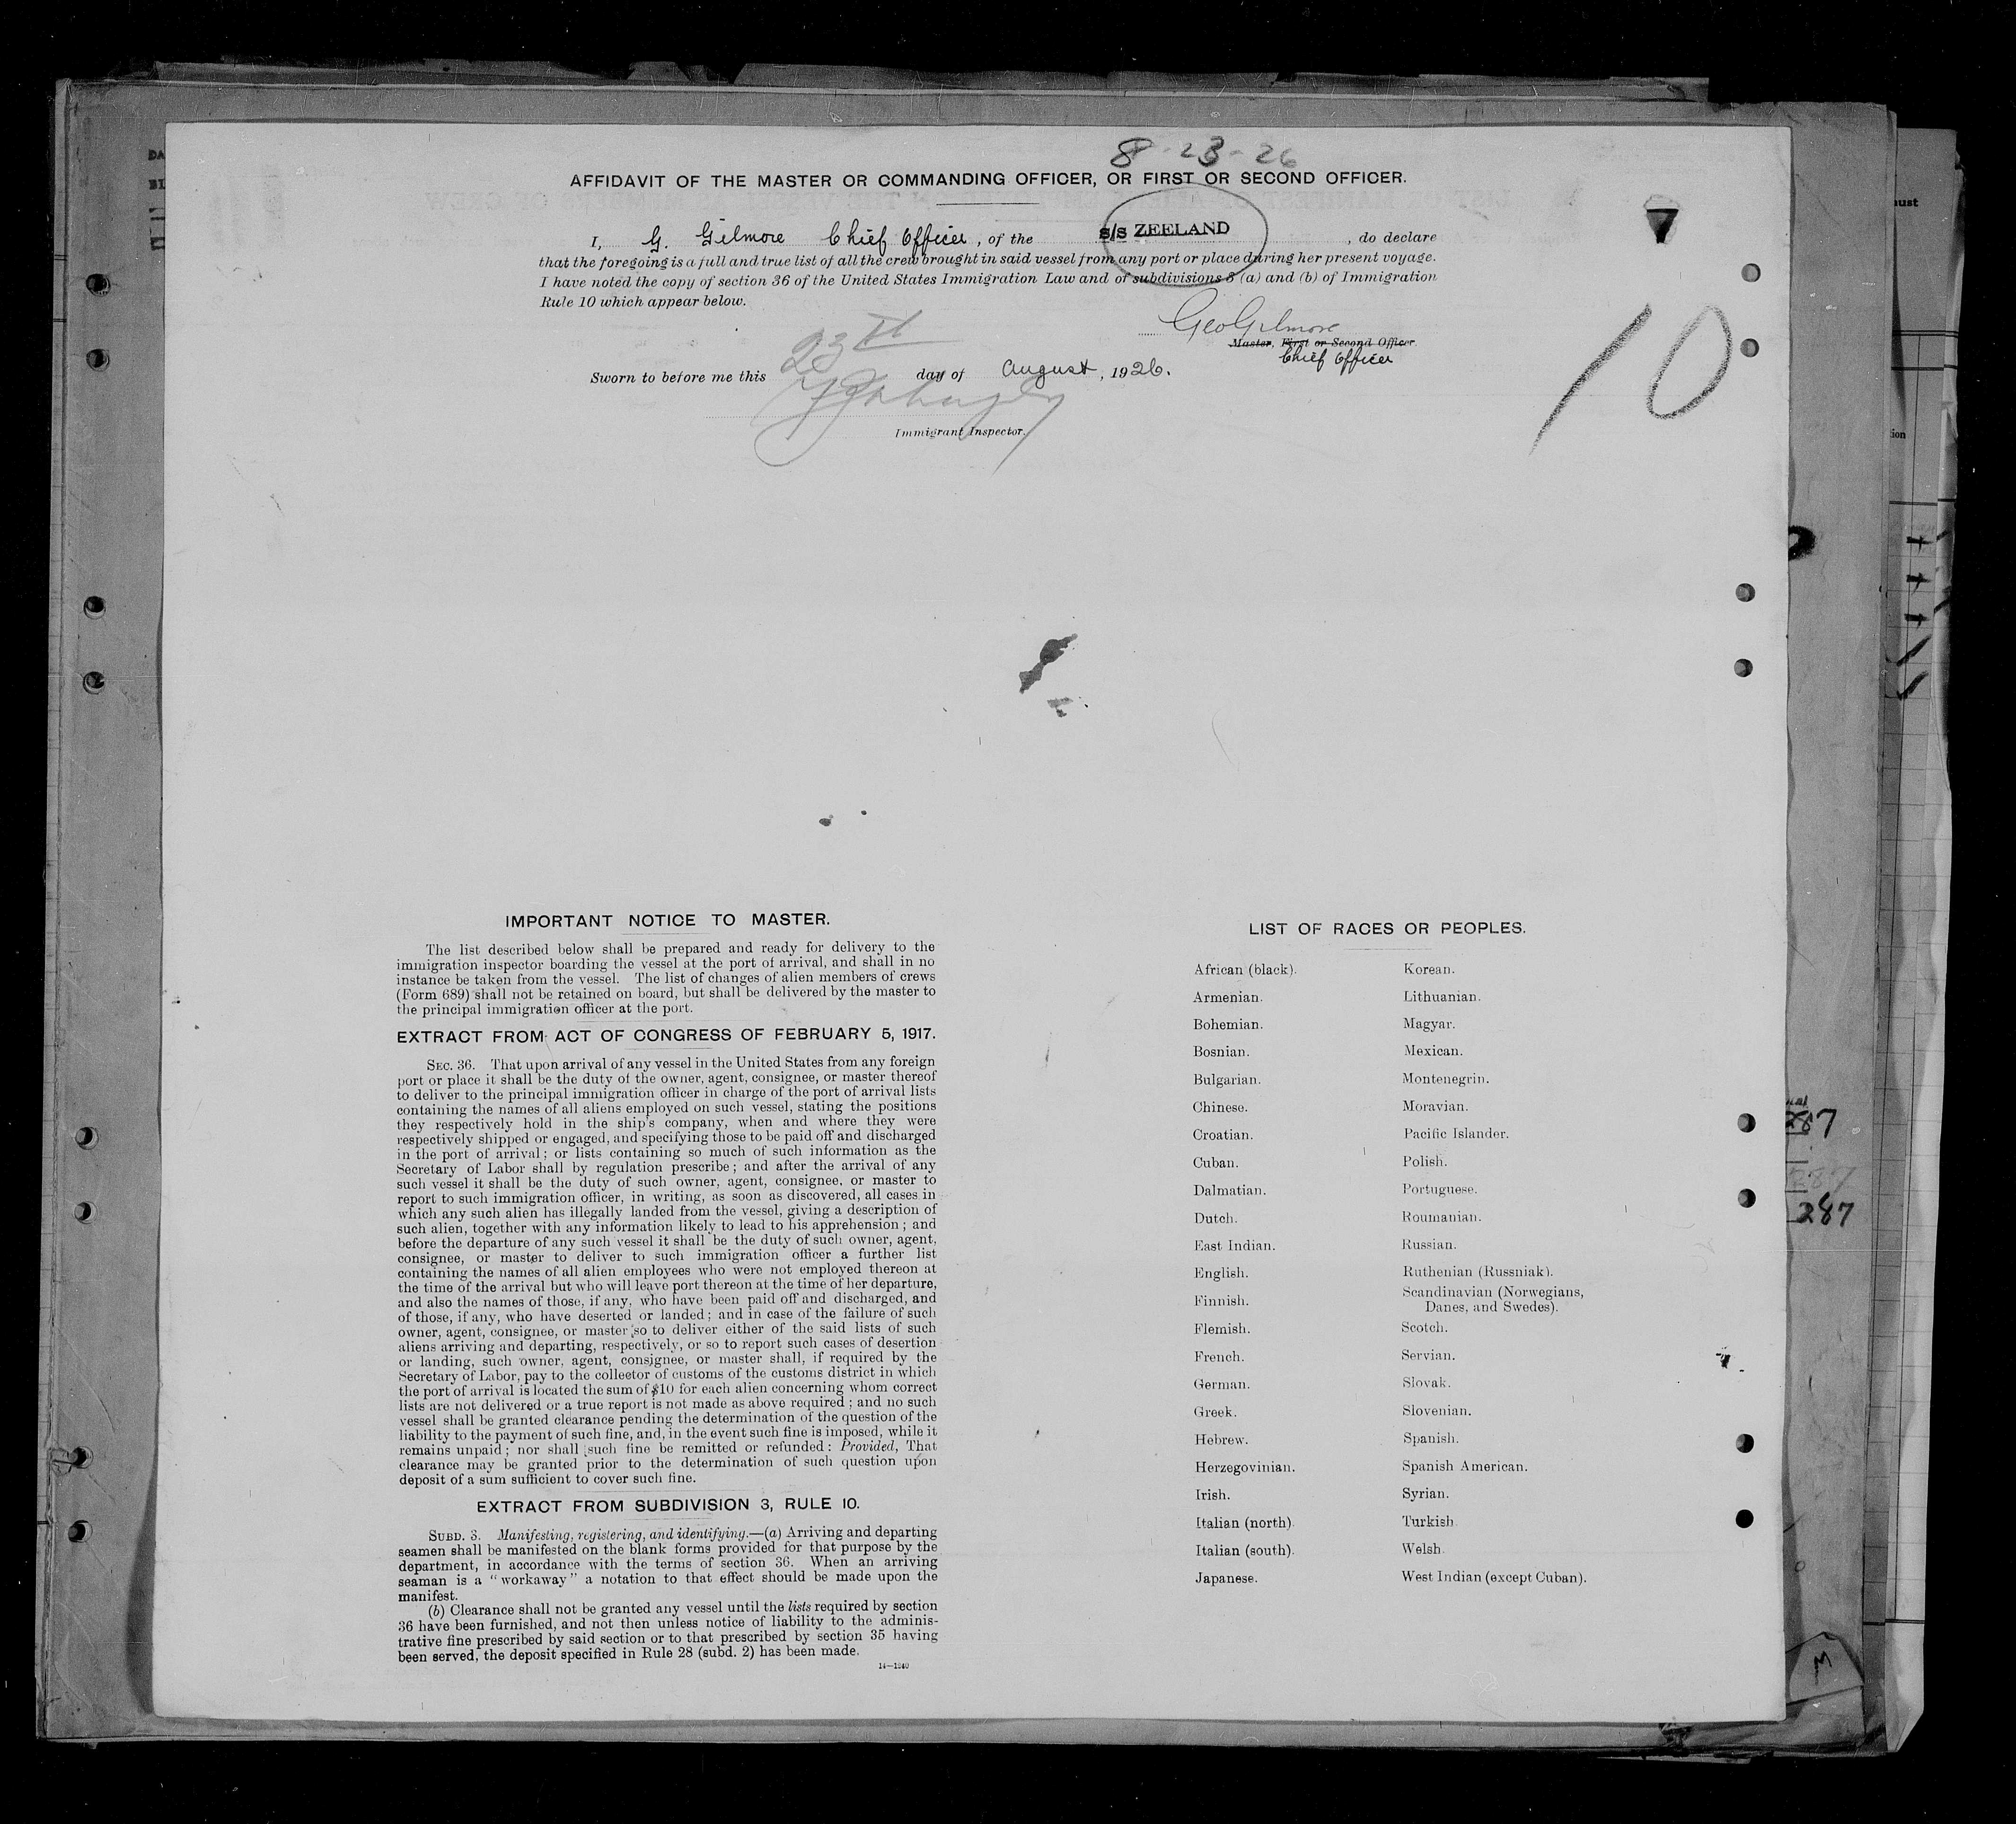 8-23-26
AFFIDAVIT OF THE MASTER OR COMMANDING OFFICER, OR FIRST OR SECOND OFFICER.
I, G. Gilmore Chief Officer, of the s/s ZEELAND, do declare
that the foregoing is a full and true list of all the crew brought in said vessel from any port or place during her present voyage.
I have noted the copy of section 36 of the United States Immigration Law and of subdivisions 3 (a) and (b) of Immigration
Rule 10 which appear below.
Geo Gilmore
Master, First or Second Officer
Chief Officer
10
Sworn to before me this 23rd day of August, 1926.
Immigrant Inspector.
IMPORTANT NOTICE TO MASTER.
The list described below shall be prepared and ready for delivery to the
immigration inspector boarding the vessel at the port of arrival, and shall in no
instance be taken from the vessel. The list of changes of alien members of crews
(Form 689) shall not be retained on board, but shall be delivered by the master to
the principal immigration officer at the port.
EXTRACT FROM ACT OF CONGRESS OF FEBRUARY 5, 1917.
SEC. 36. That upon arrival of any vessel in the United States from any foreign
port or place it shall be the duty of the owner, agent, consignee, or master thereof
to deliver to the principal immigration officer in charge of the port of arrival lists
containing the names of all aliens employed on such vessel, stating the positions
they respectively hold in the ship's company, when and where they were
respectively shipped or engaged, and specifying those to be paid off and discharged
in the port of arrival; or lists containing so much of such information as the
Secretary of Labor shall by regulation prescribe; and after the arrival of any
such vessel it shall be the duty of such owner, agent, consignee, or master to
report to such immigration officer, in writing, as soon as discovered, all cases in
which any such alien has illegally landed from the vessel, giving a description of
such alien, together with any information likely to lead to his apprehension; and
before the departure of any such vessel it shall be the duty of such owner, agent,
consignee, or master to deliver to such immigration officer a further list
containing the names of all alien employees who were not employed thereon at
the time of the arrival but who will leave port thereon at the time of her departure,
and also the names of those, if any, who have been paid off and discharged, and
of those, if any, who have deserted or landed; and in case of the failure of such
owner, agent, consignee, or master so to deliver either of the said lists of such
aliens arriving and departing, respectively, or so to report such cases of desertion
or landing, such owner, agent, consignee, or master shall, if required by the
Secretary of Labor, pay to the collector of customs of the customs district in which
the port of arrival is located the sum of $10 for each alien concerning whom correct
lists are not delivered or a true report is not made as above required; and no such
vessel shall be granted clearance pending the determination of the question of the
liability to the payment of such fine, and, in the event such fine is imposed, while it
remains unpaid; nor shall such fine be remitted or refunded: Provided, That
clearance may be granted prior to the determination of such question upon
deposit of a sum sufficient to cover such fine.
EXTRACT FROM SUBDIVISION 3, RULE 10.
SUBD. 3. Manifesting, registering, and identifying.—(a) Arriving and departing
seamen shall be manifested on the blank forms provided for that purpose by the
department, in accordance with the terms of section 36. When an arriving
seaman is a "workaway" a notation to that effect should be made upon the
manifest.
(b) Clearance shall not be granted any vessel until the lists required by section
36 have been furnished, and not then unless notice of liability to the adminis-
trative fine prescribed by said section or to that prescribed by section 35 having
been served, the deposit specified in Rule 28 (subd. 2) has been made.
14—1240
LIST OF RACES OR PEOPLES.
African (black).
Armenian.
Bohemian.
Bosnian.
Bulgarian.
Chinese.
Croatian.
Cuban.
Dalmatian.
Dutch.
East Indian.
English.
Finnish.
Flemish.
French.
German.
Greek.
Hebrew.
Herzegovinian.
Irish.
Italian (north).
Italian (south).
Japanese.
Korean.
Lithuanian.
Magyar.
Mexican.
Montenegrin.
Moravian.
Pacific Islander.
Polish.
Portuguese.
Roumanian.
Russian.
Ruthenian (Russniak).
Scandinavian (Norwegians,
Danes, and Swedes).
Scotch.
Servian.
Slovak.
Slovenian.
Spanish.
Spanish American.
Syrian.
Turkish.
Welsh.
West Indian (except Cuban).
287
M